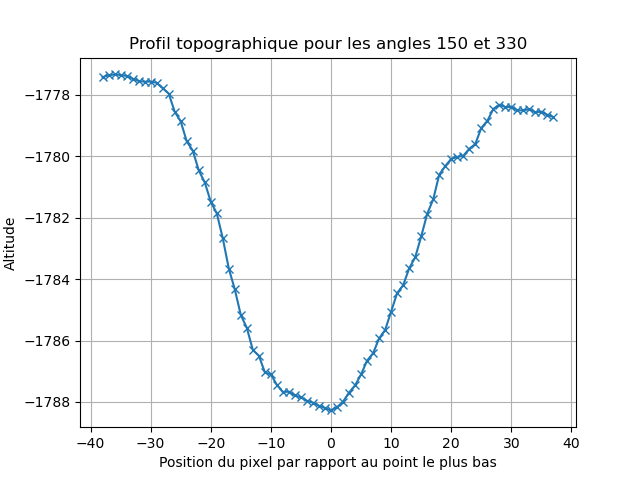 Profil topographique pour les angles 150 et 330
Altitude
−1778
−1780
−1782
−1784
−1786
−1788
−40 −30 −20 −10 0 10 20 30 40
Position du pixel par rapport au point le plus bas